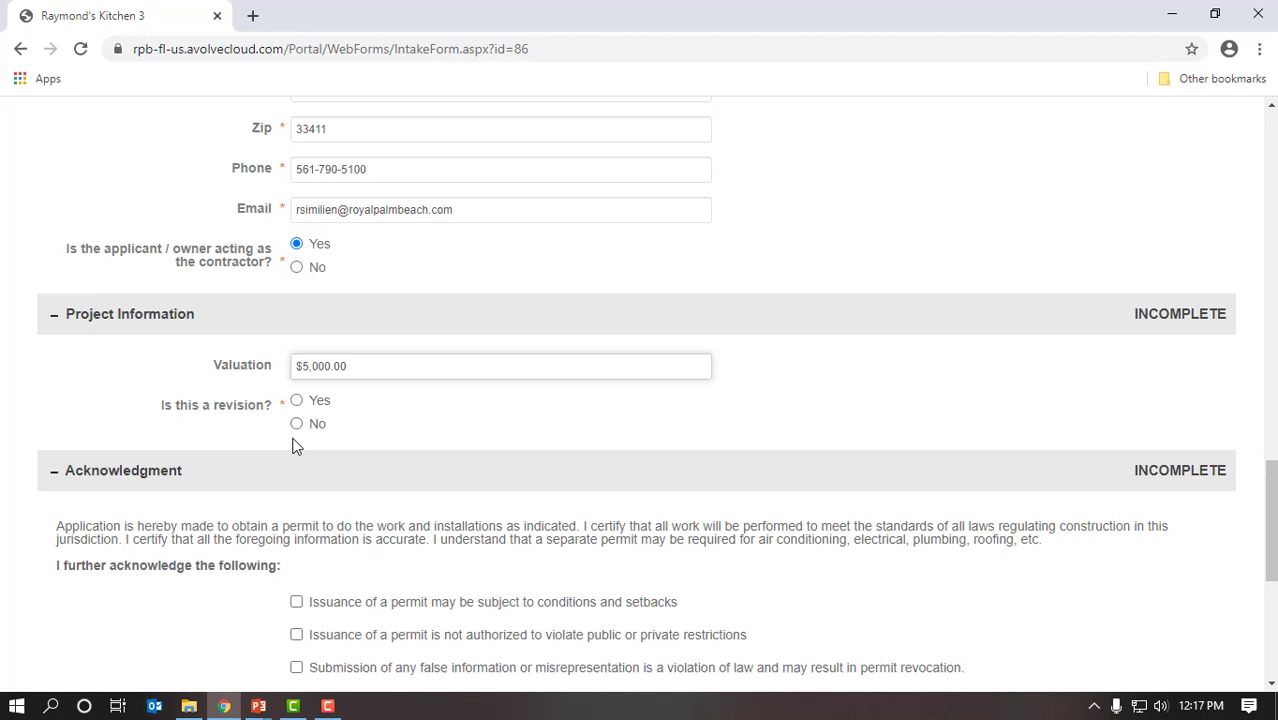 Raymond's Kitchen 3
rpb-fl-us.avolvecloud.com/Portal/WebForms/IntakeForm.aspx?id=86
Apps
Other bookmarks
Zip * 33411
Phone * 561-790-5100
Email * rsimilien@royalpalmbeach.com
Is the applicant / owner acting as
the contractor? *
Yes
No
Project Information INCOMPLETE
Valuation $5,000.00
Is this a revision? *
Yes
No
Acknowledgment INCOMPLETE
Application is hereby made to obtain a permit to do the work and installations as indicated. I certify that all work will be performed to meet the standards of all laws regulating construction in this
jurisdiction. I certify that all the foregoing information is accurate. I understand that a separate permit may be required for air conditioning, electrical, plumbing, roofing, etc.
I further acknowledge the following:
Issuance of a permit may be subject to conditions and setbacks
Issuance of a permit is not authorized to violate public or private restrictions
Submission of any false information or misrepresentation is a violation of law and may result in permit revocation.
12:17 PM